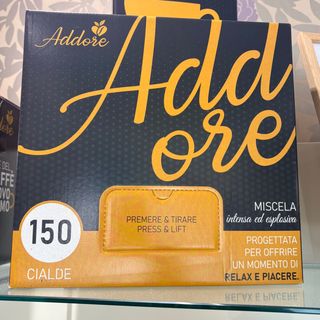 Addore
Add
ore
MISCELA
intensa ed esplosiva
PROGETTATA
PER OFFRIRE
UN MOMENTO DI
RELAX E PIACERE.
PREMERE & TIRARE
PRESS & LIFT
150
CIALDE